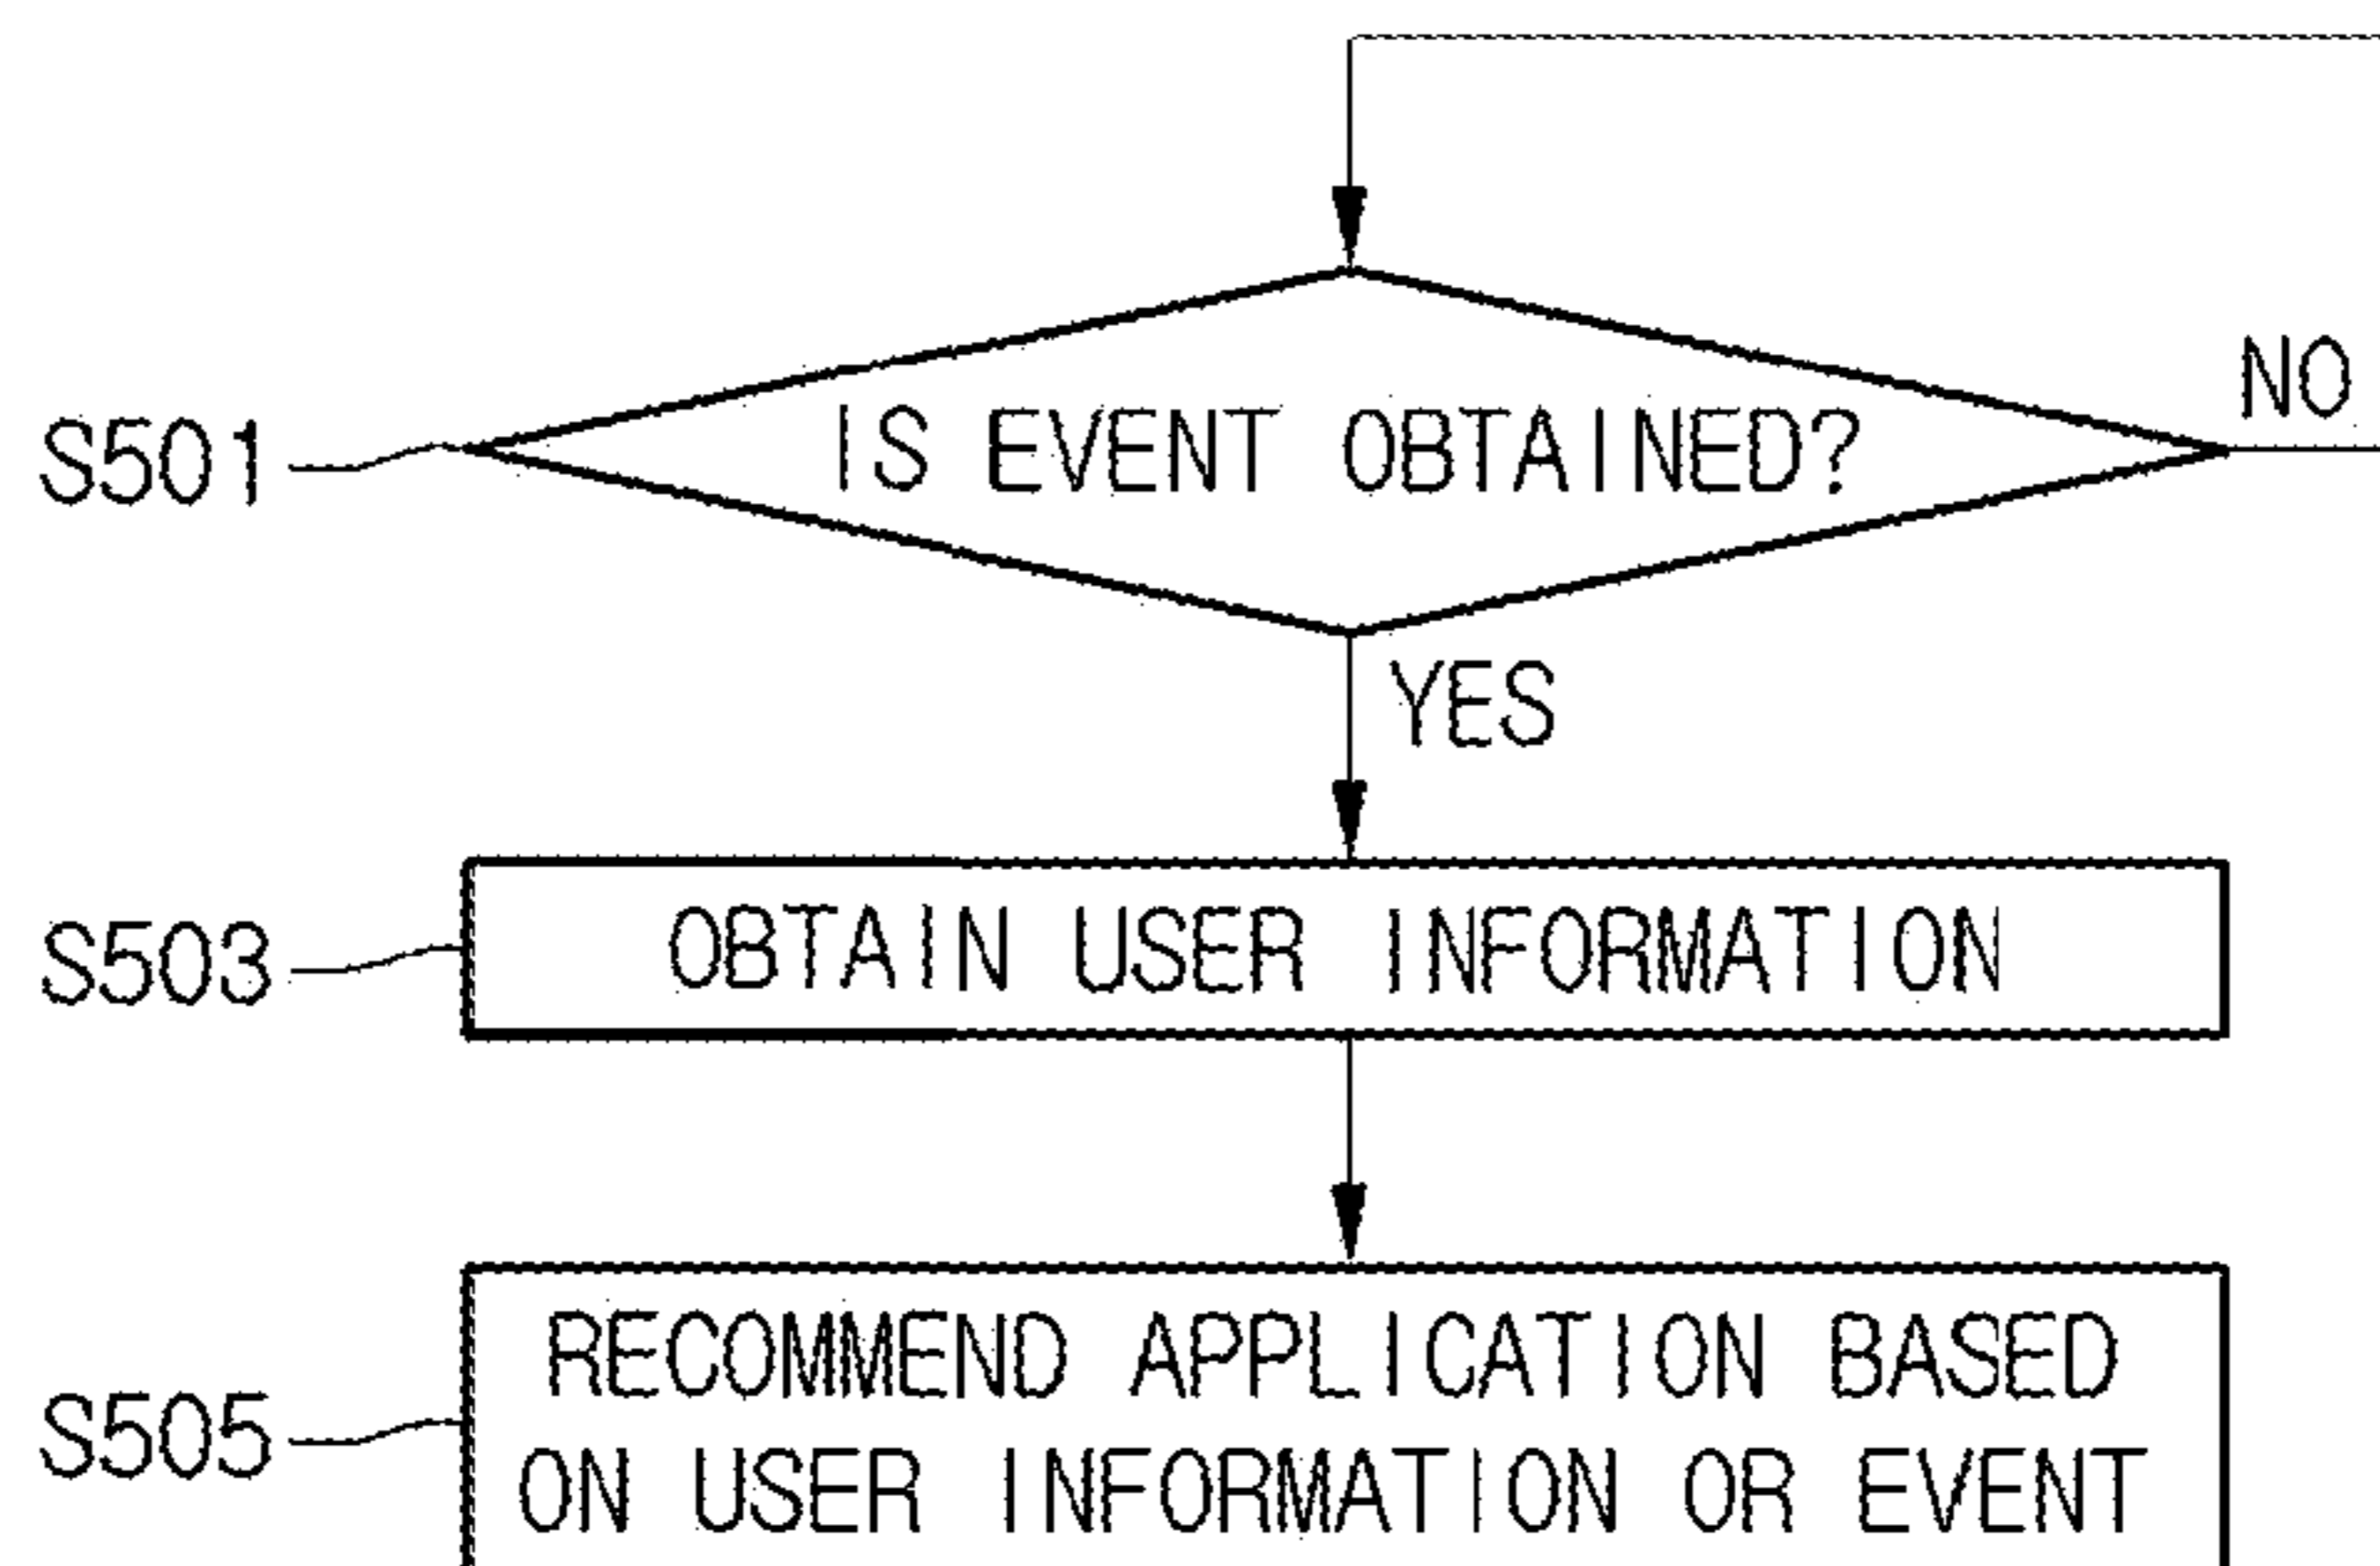 S501
IS EVENT OBTAINED?
NO
YES
S503
OBTAIN USER INFORMATION
S505
RECOMMEND APPLICATION BASED
ON USER INFORMATION OR EVENT